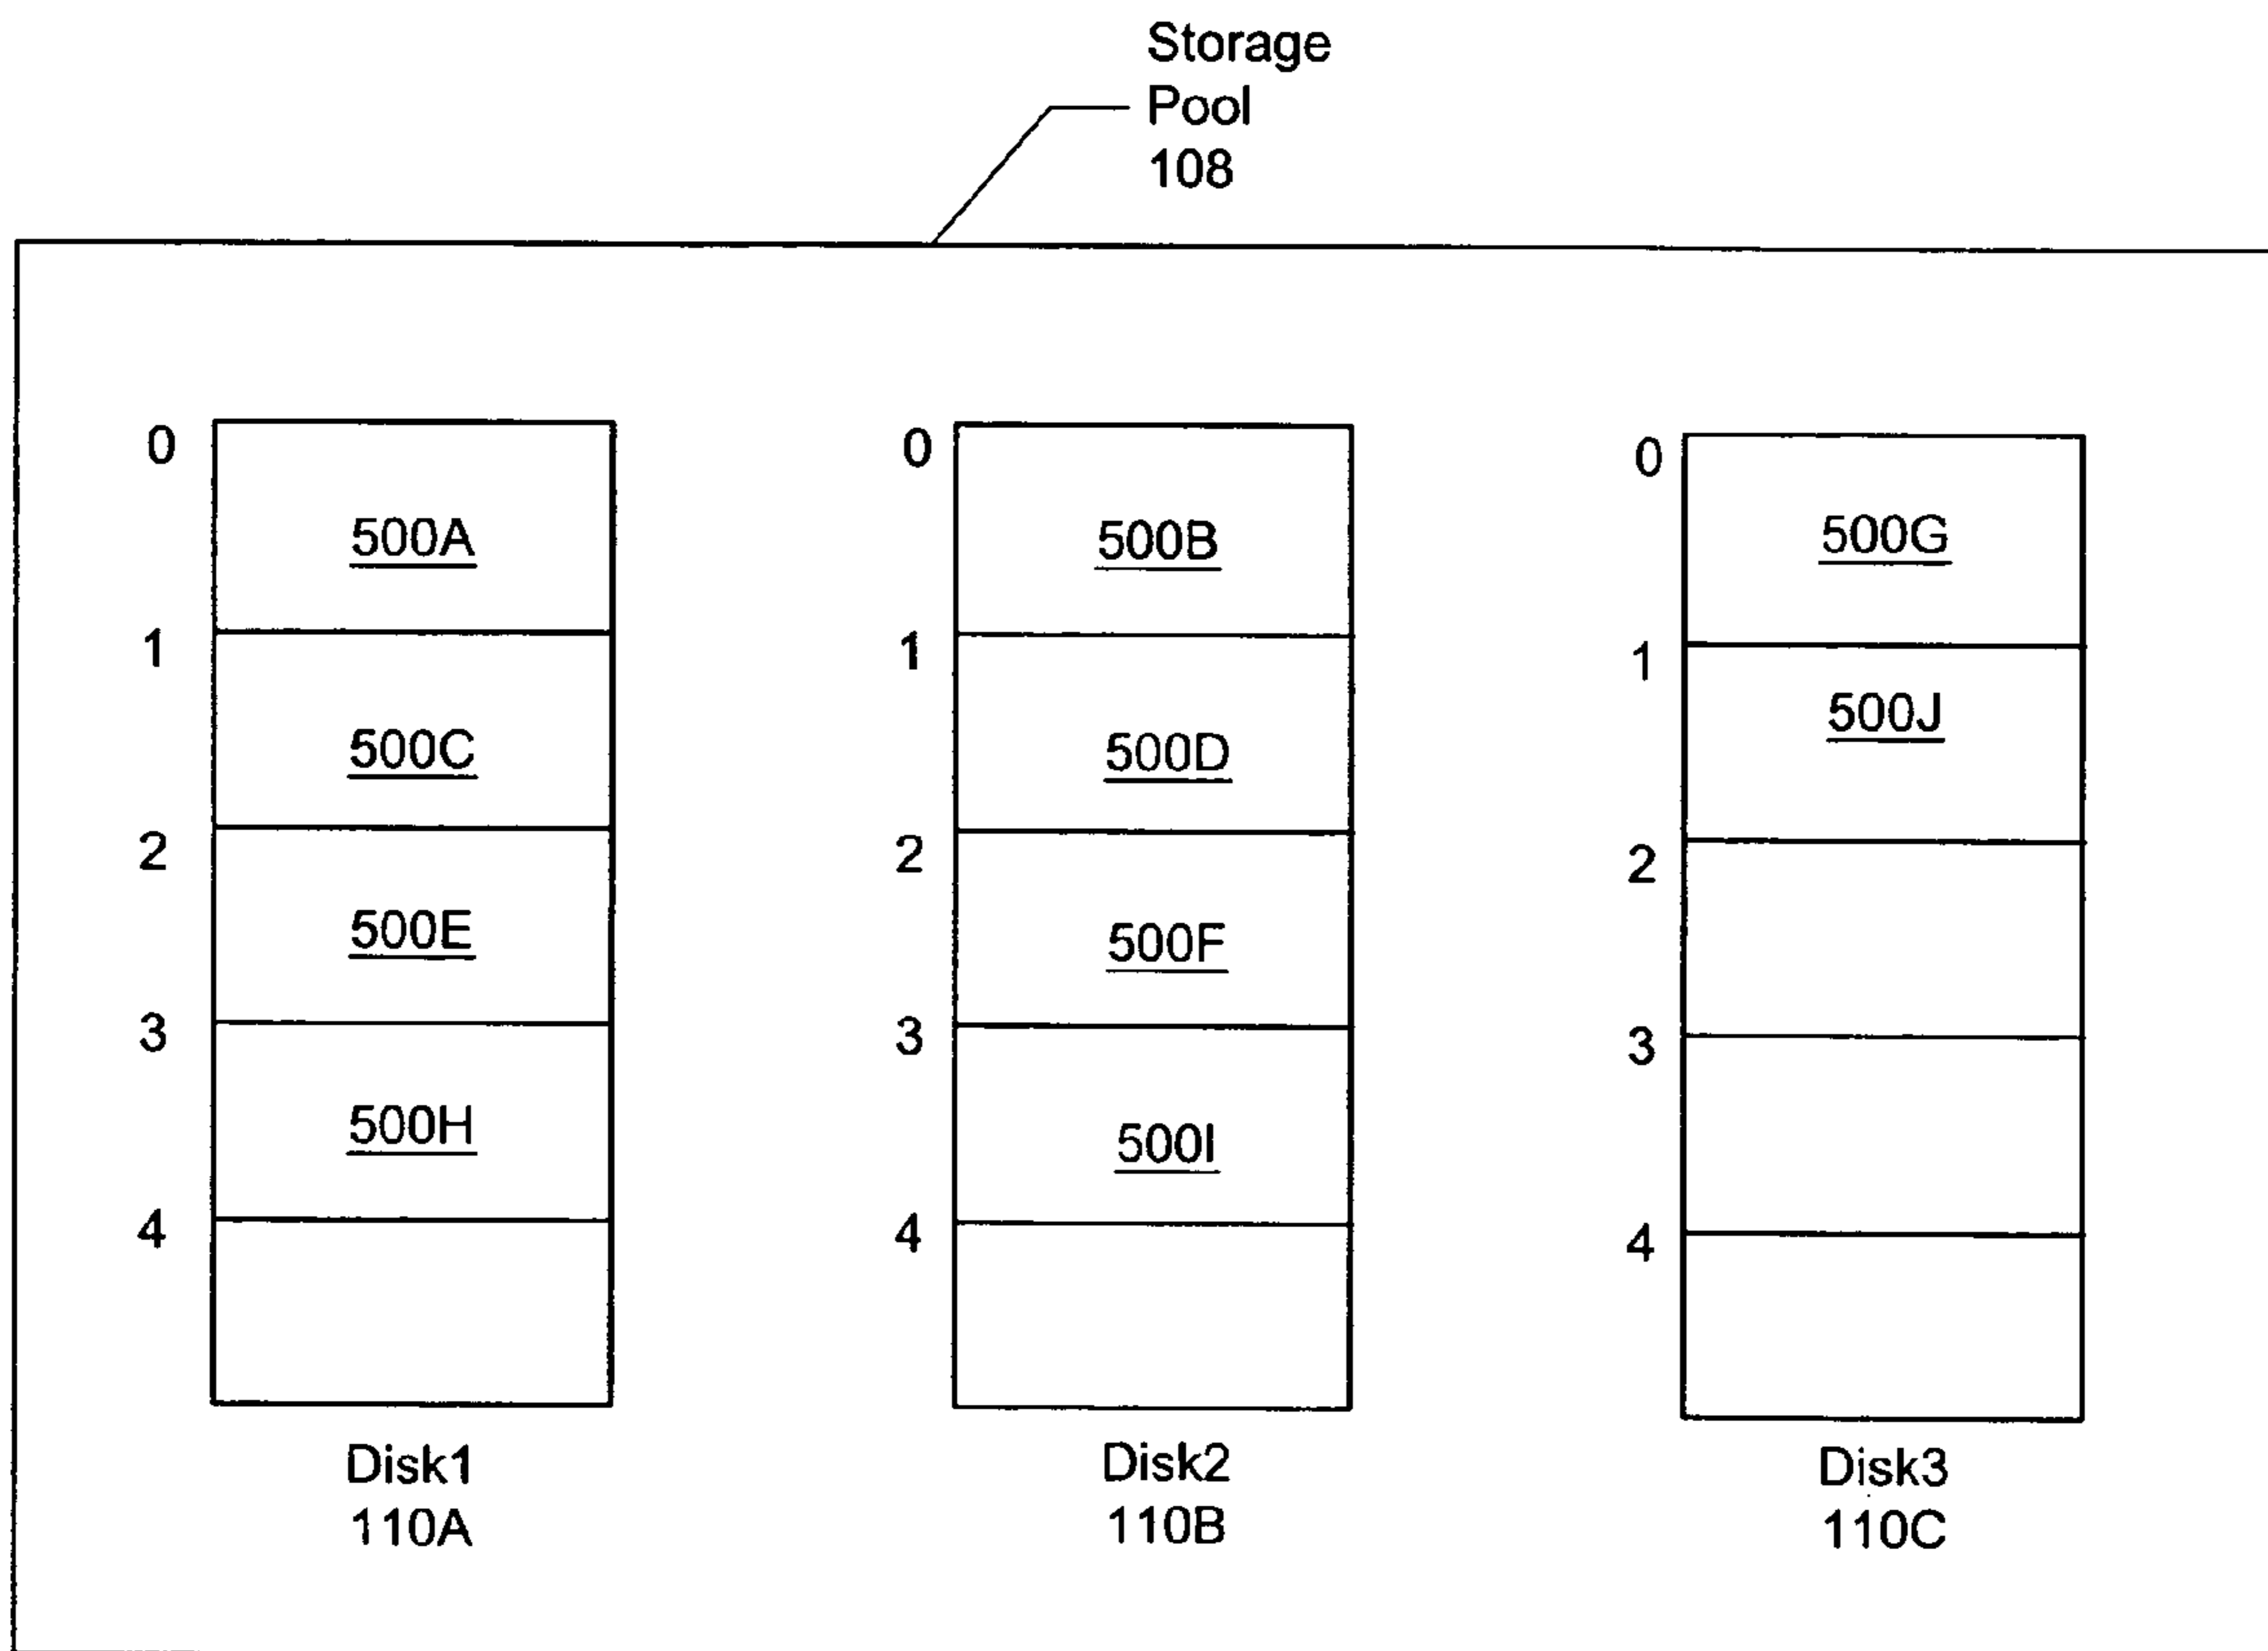 Storage
Pool
108
0
500A
1
500C
2
500E
3
500H
4
Disk1
110A
0
500B
1
500D
2
500F
3
500I
4
Disk2
110B
0
500G
1
500J
2
3
4
Disk3
110C